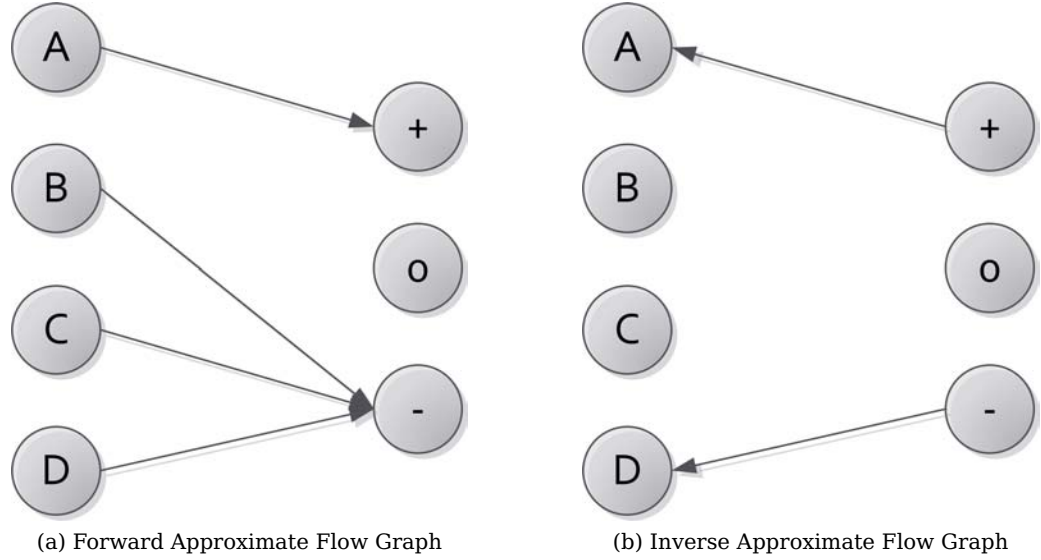 A
+
B
o
C
-
D
(a) Forward Approximate Flow Graph
A
+
B
o
C
-
D
(b) Inverse Approximate Flow Graph